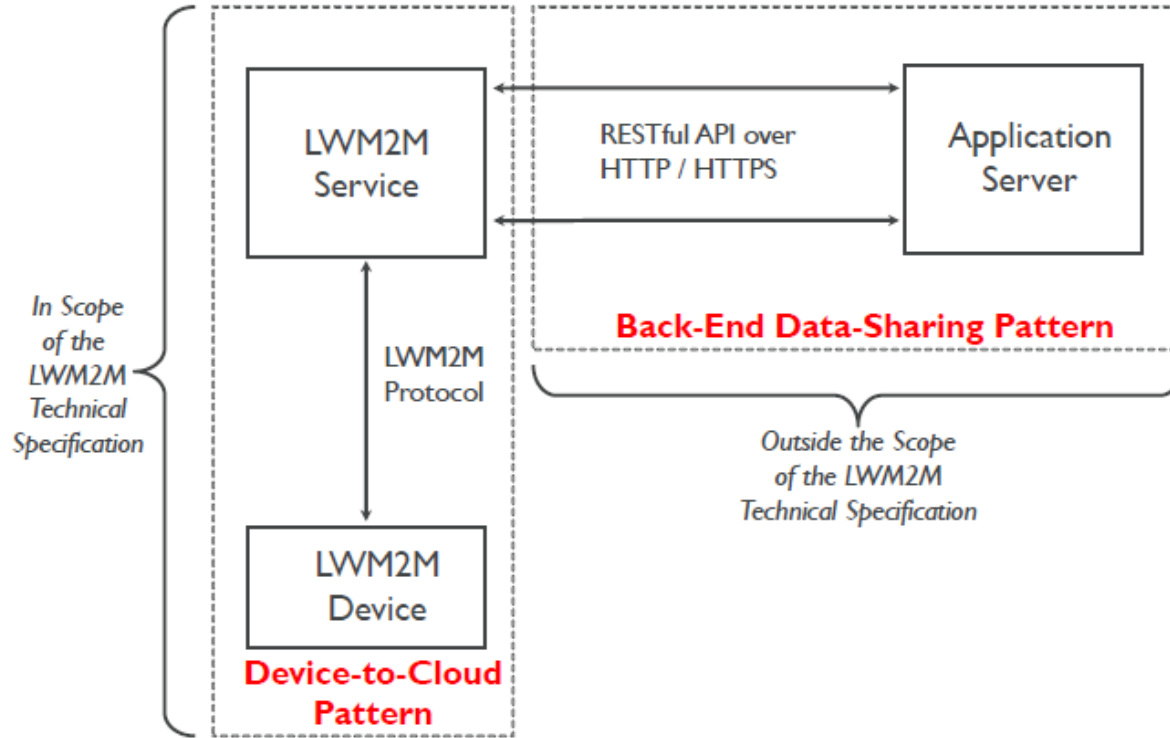 LWM2M
Service
RESTful API over
HTTP / HTTPS
Application
Server
In Scope
of the
LWM2M
Technical
Specification
LWM2M
Protocol
Back-End Data-Sharing Pattern
Outside the Scope
of the LWM2M
Technical Specification
LWM2M
Device
Device-to-Cloud
Pattern